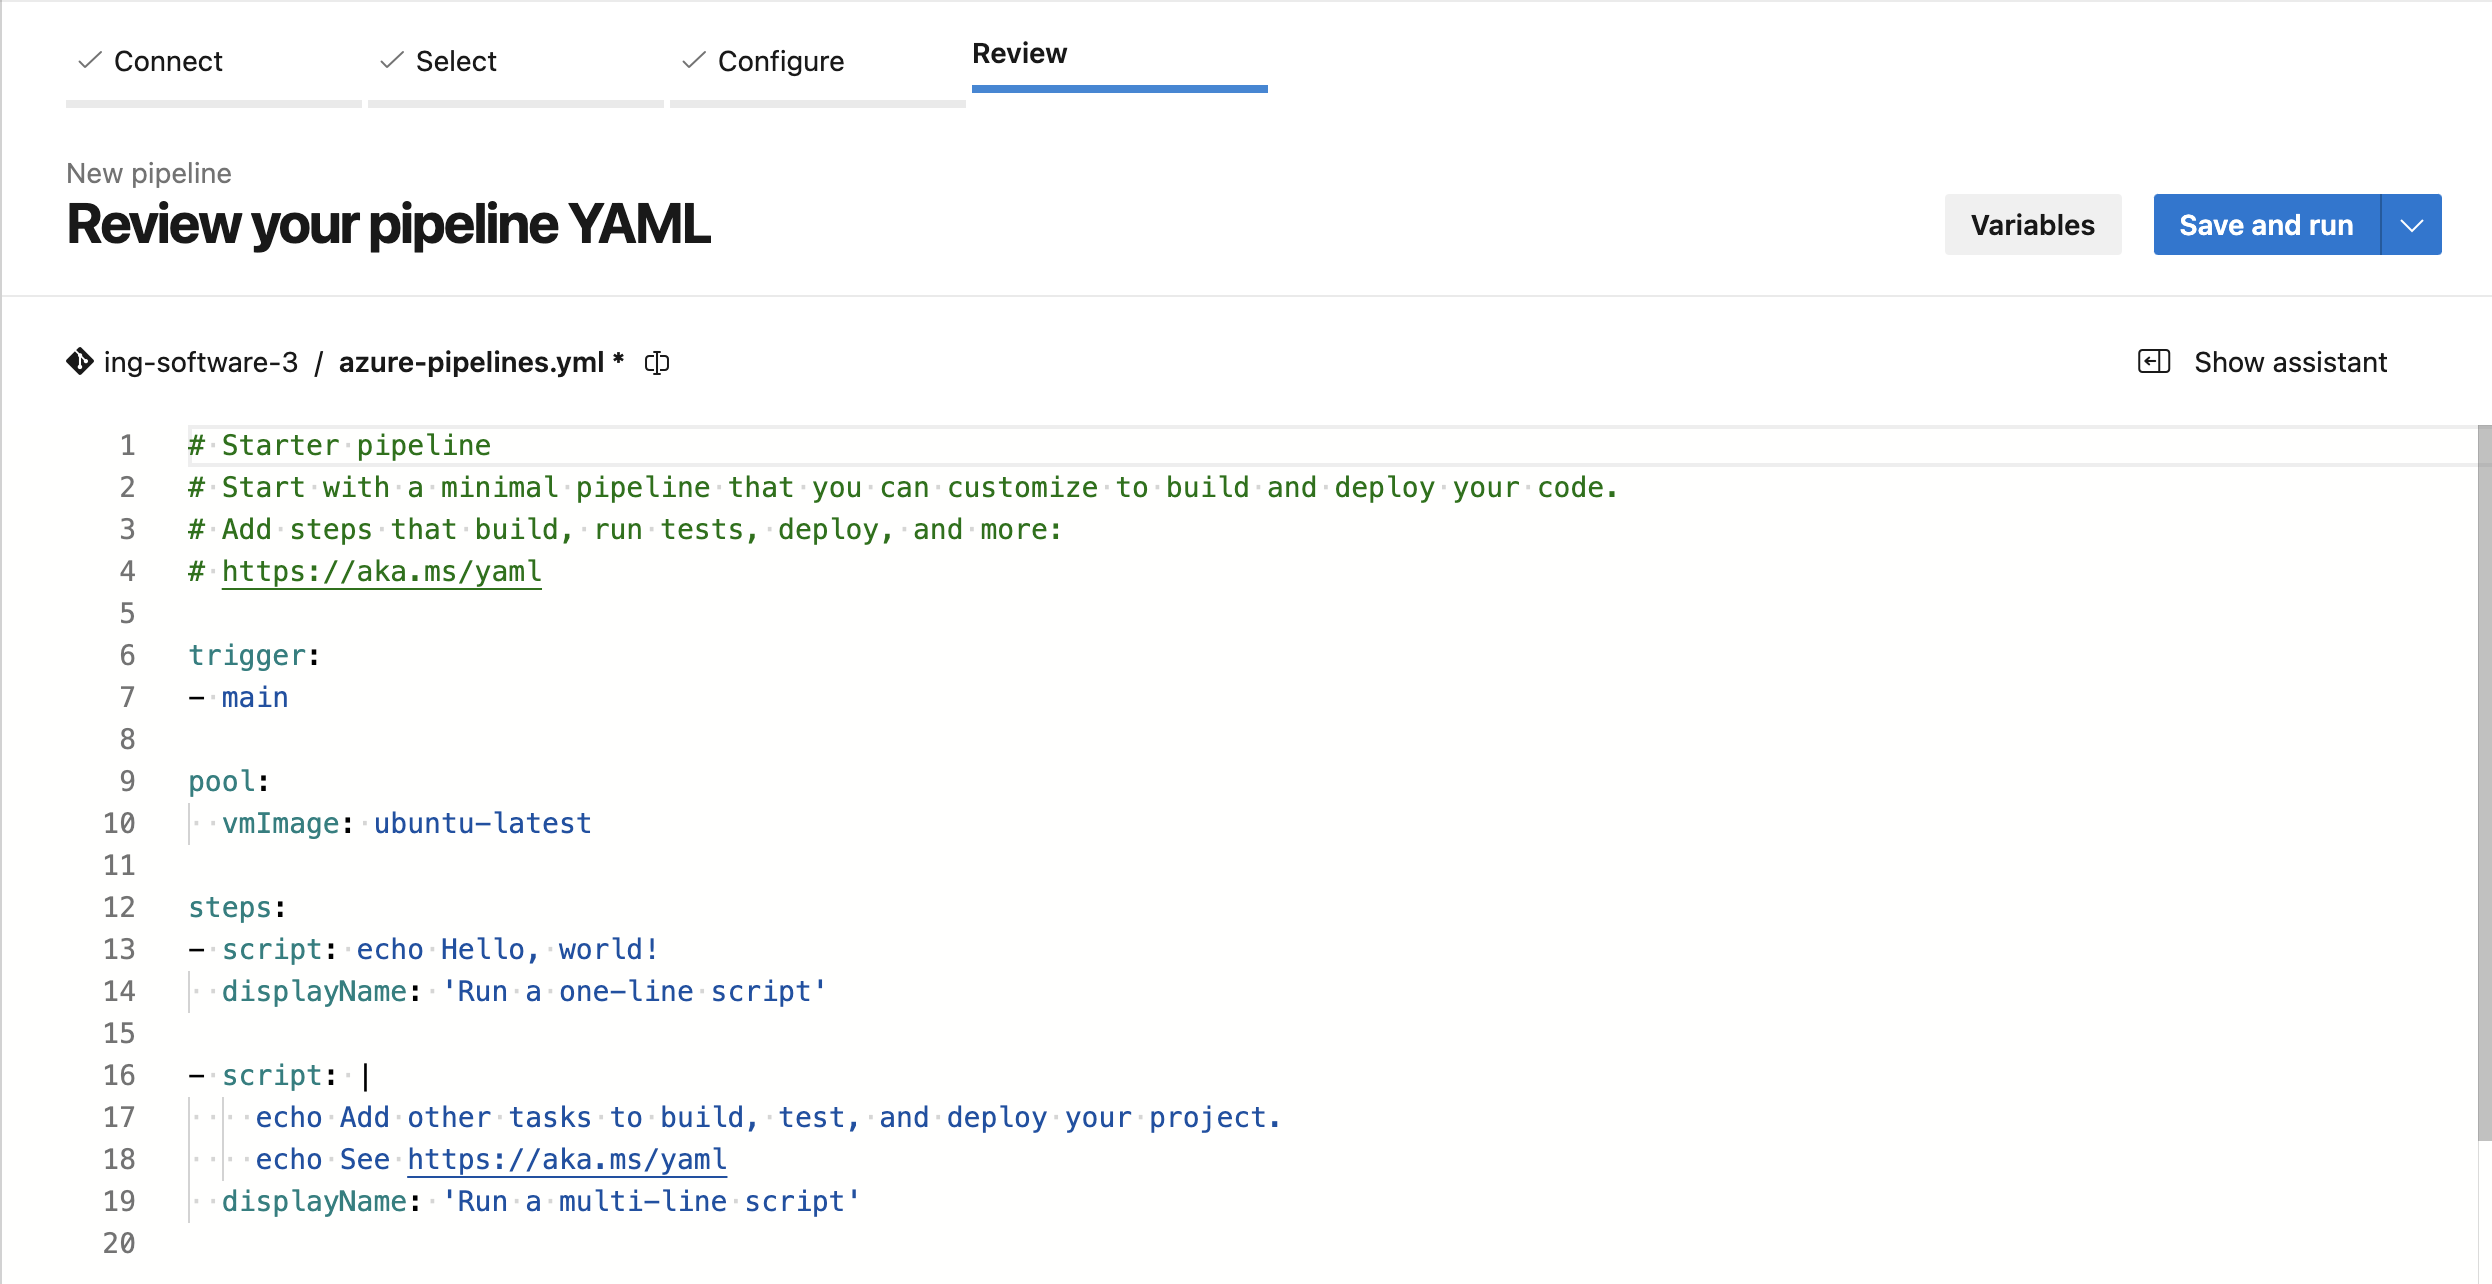 Connect
Select
Configure
Review
New pipeline
Review your pipeline YAML
Variables
Save and run
ing-software-3 / azure-pipelines.yml *
Show assistant
1 # Starter pipeline
2 # Start with a minimal pipeline that you can customize to build and deploy your code.
3 # Add steps that build, run tests, deploy, and more:
4 # https://aka.ms/yaml
5
6 trigger:
7 - main
8
9 pool:
10   vmImage: ubuntu-latest
11
12 steps:
13 - script: echo Hello, world!
14   displayName: 'Run a one-line script'
15
16 - script: |
17     echo Add other tasks to build, test, and deploy your project.
18     echo See https://aka.ms/yaml
19   displayName: 'Run a multi-line script'
20